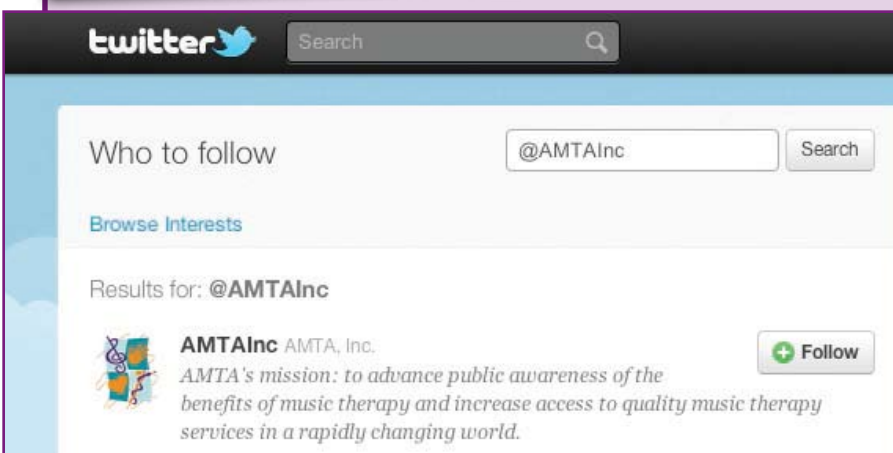 twitter Search
Who to follow @AMTAInc Search
Browse Interests
Results for: @AMTAInc
AMTAInc AMTA, Inc.
Follow
AMTA's mission: to advance public awareness of the
benefits of music therapy and increase access to quality music therapy
services in a rapidly changing world.